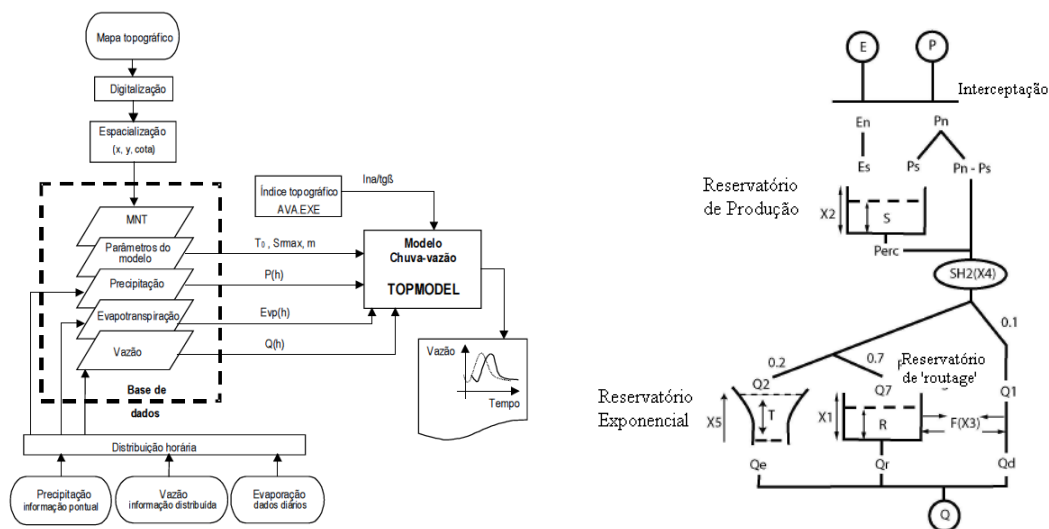 Mapa topográfico
Digitalização
Espacialização
(x, y, cota)
MNT
Parâmetros do
modelo
Precipitação
Evapotranspiração
Vazão
Base de
dados
Índice topográfico
AVA.EXE
lna/tgß
T₀ , Srmax, m
P(h)
Evp(h)
Q(h)
Modelo
Chuva-vazão
TOPMODEL
Vazão
Tempo
Distribuição horária
Precipitação
informação pontual
Vazão
informação distribuída
Evaporação
dados diários
E
P
Interceptação
En
Pn
Es
Ps
Pn - Ps
Reservatório
de Produção
X2
S
Perc
SH2(X4)
0.1
0.2
0.7
Reservatório
de 'routage'
Q2
Q7
Q1
Reservatório
Exponencial
X5
T
X1
R
F(X3)
Qe
Qr
Qd
Q